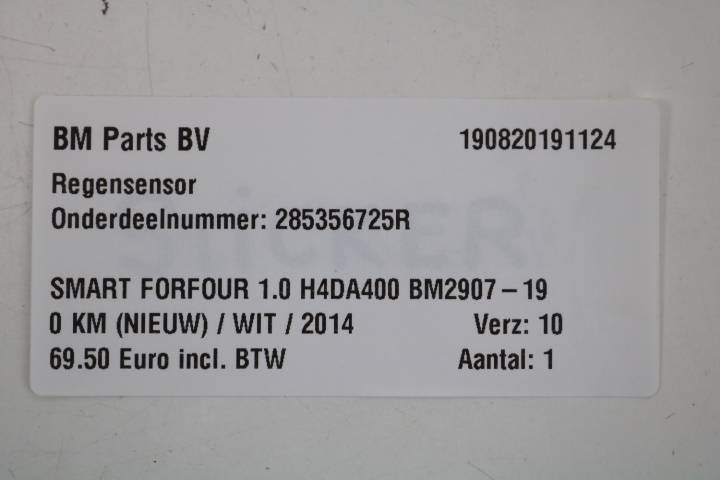 BM Parts BV 190820191124
Regensensor
Onderdeelnummer: 285356725R
STICKER
SMART FORFOUR 1.0 H4DA400 BM2907-19
0 KM (NIEUW) / WIT / 2014 Verz: 10
69.50 Euro incl. BTW Aantal: 1